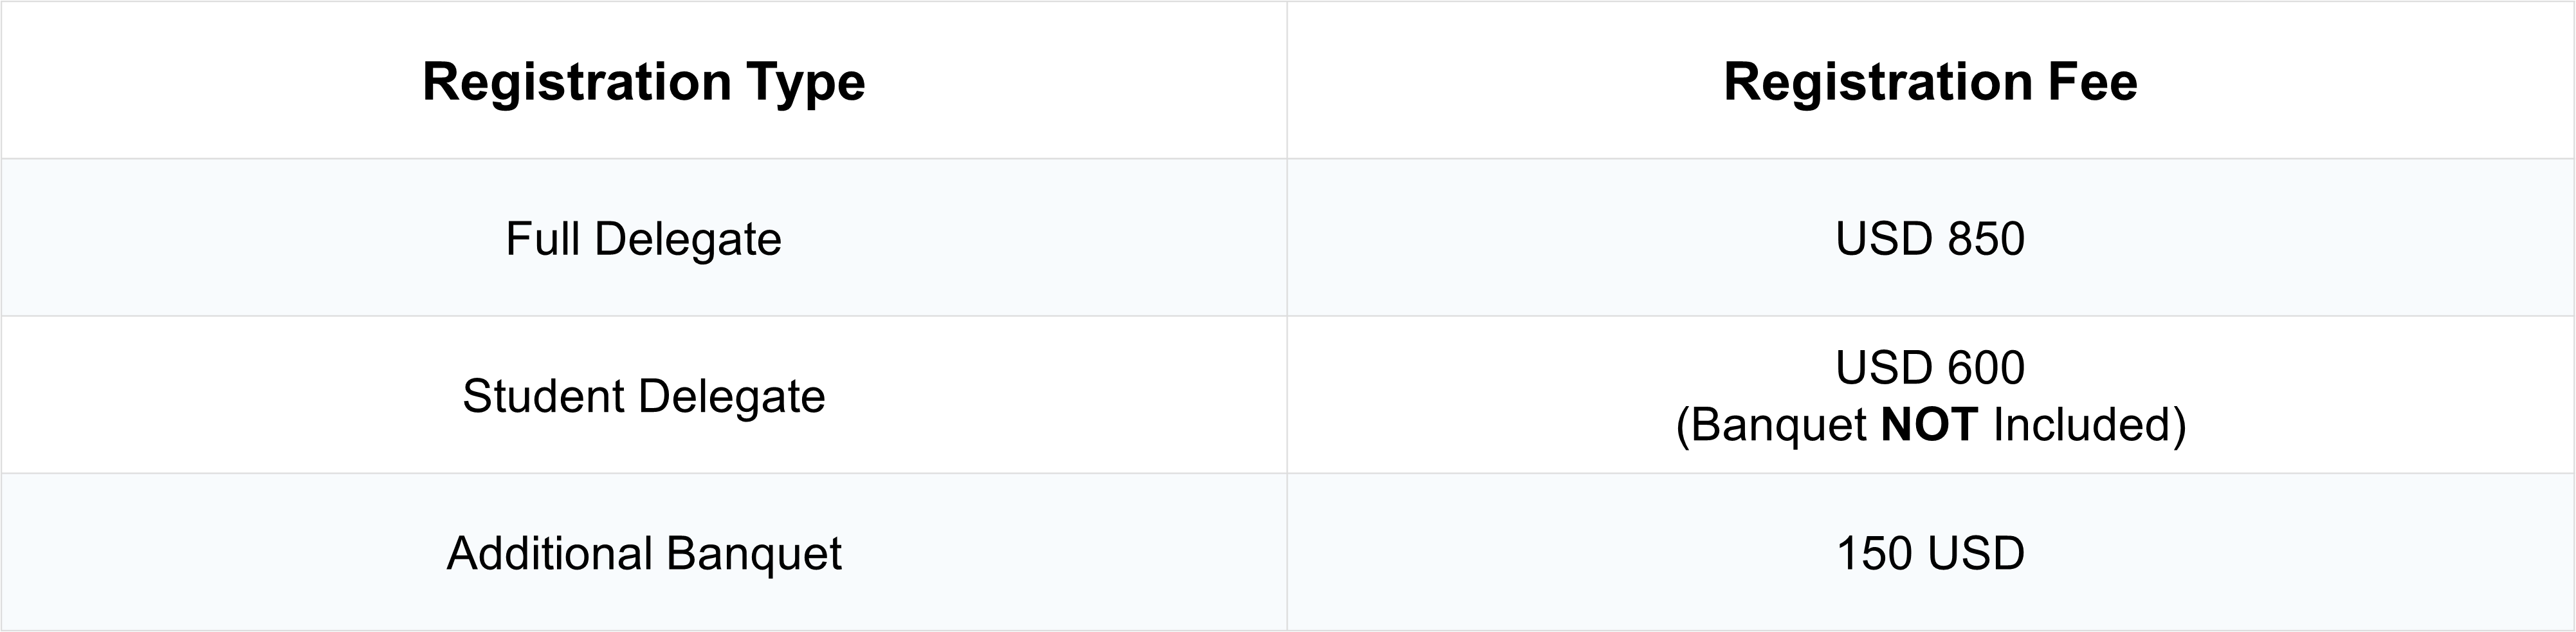 Registration Type
Registration Fee
Full Delegate
USD 850
Student Delegate
USD 600
(Banquet NOT Included)
Additional Banquet
150 USD